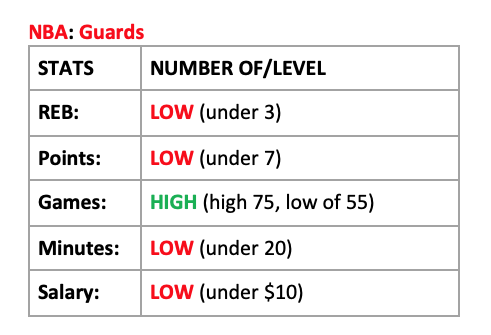 NBA: Guards
STATS NUMBER OF/LEVEL
REB: LOW (under 3)
Points: LOW (under 7)
Games: HIGH (high 75, low of 55)
Minutes: LOW (under 20)
Salary: LOW (under $10)